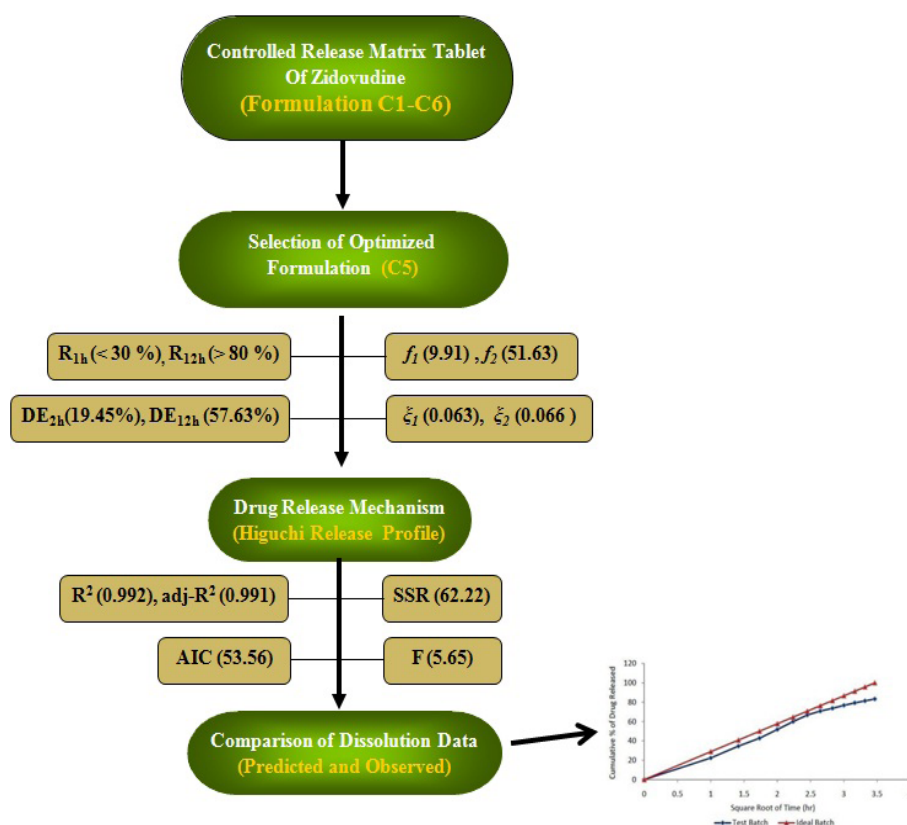 Controlled Release Matrix Tablet
Of Zidovudine
(Formulation C1-C6)
Selection of Optimized
Formulation (C5)
R1h (< 30 %), R12h (> 80 %)
f1 (9.91) , f2 (51.63)
DE2h(19.45%), DE12h (57.63%)
ξ1 (0.063), ξ2 (0.066 )
Drug Release Mechanism
(Higuchi Release Profile)
R² (0.992), adj-R² (0.991)
SSR (62.22)
AIC (53.56)
F (5.65)
Comparison of Dissolution Data
(Predicted and Observed)
Cumulative % of Drug Released
120
100
80
60
40
20
0
0 0.5 1 1.5 2 2.5 3 3.5
Square Root of Time (hr)
Test Batch Ideal Batch